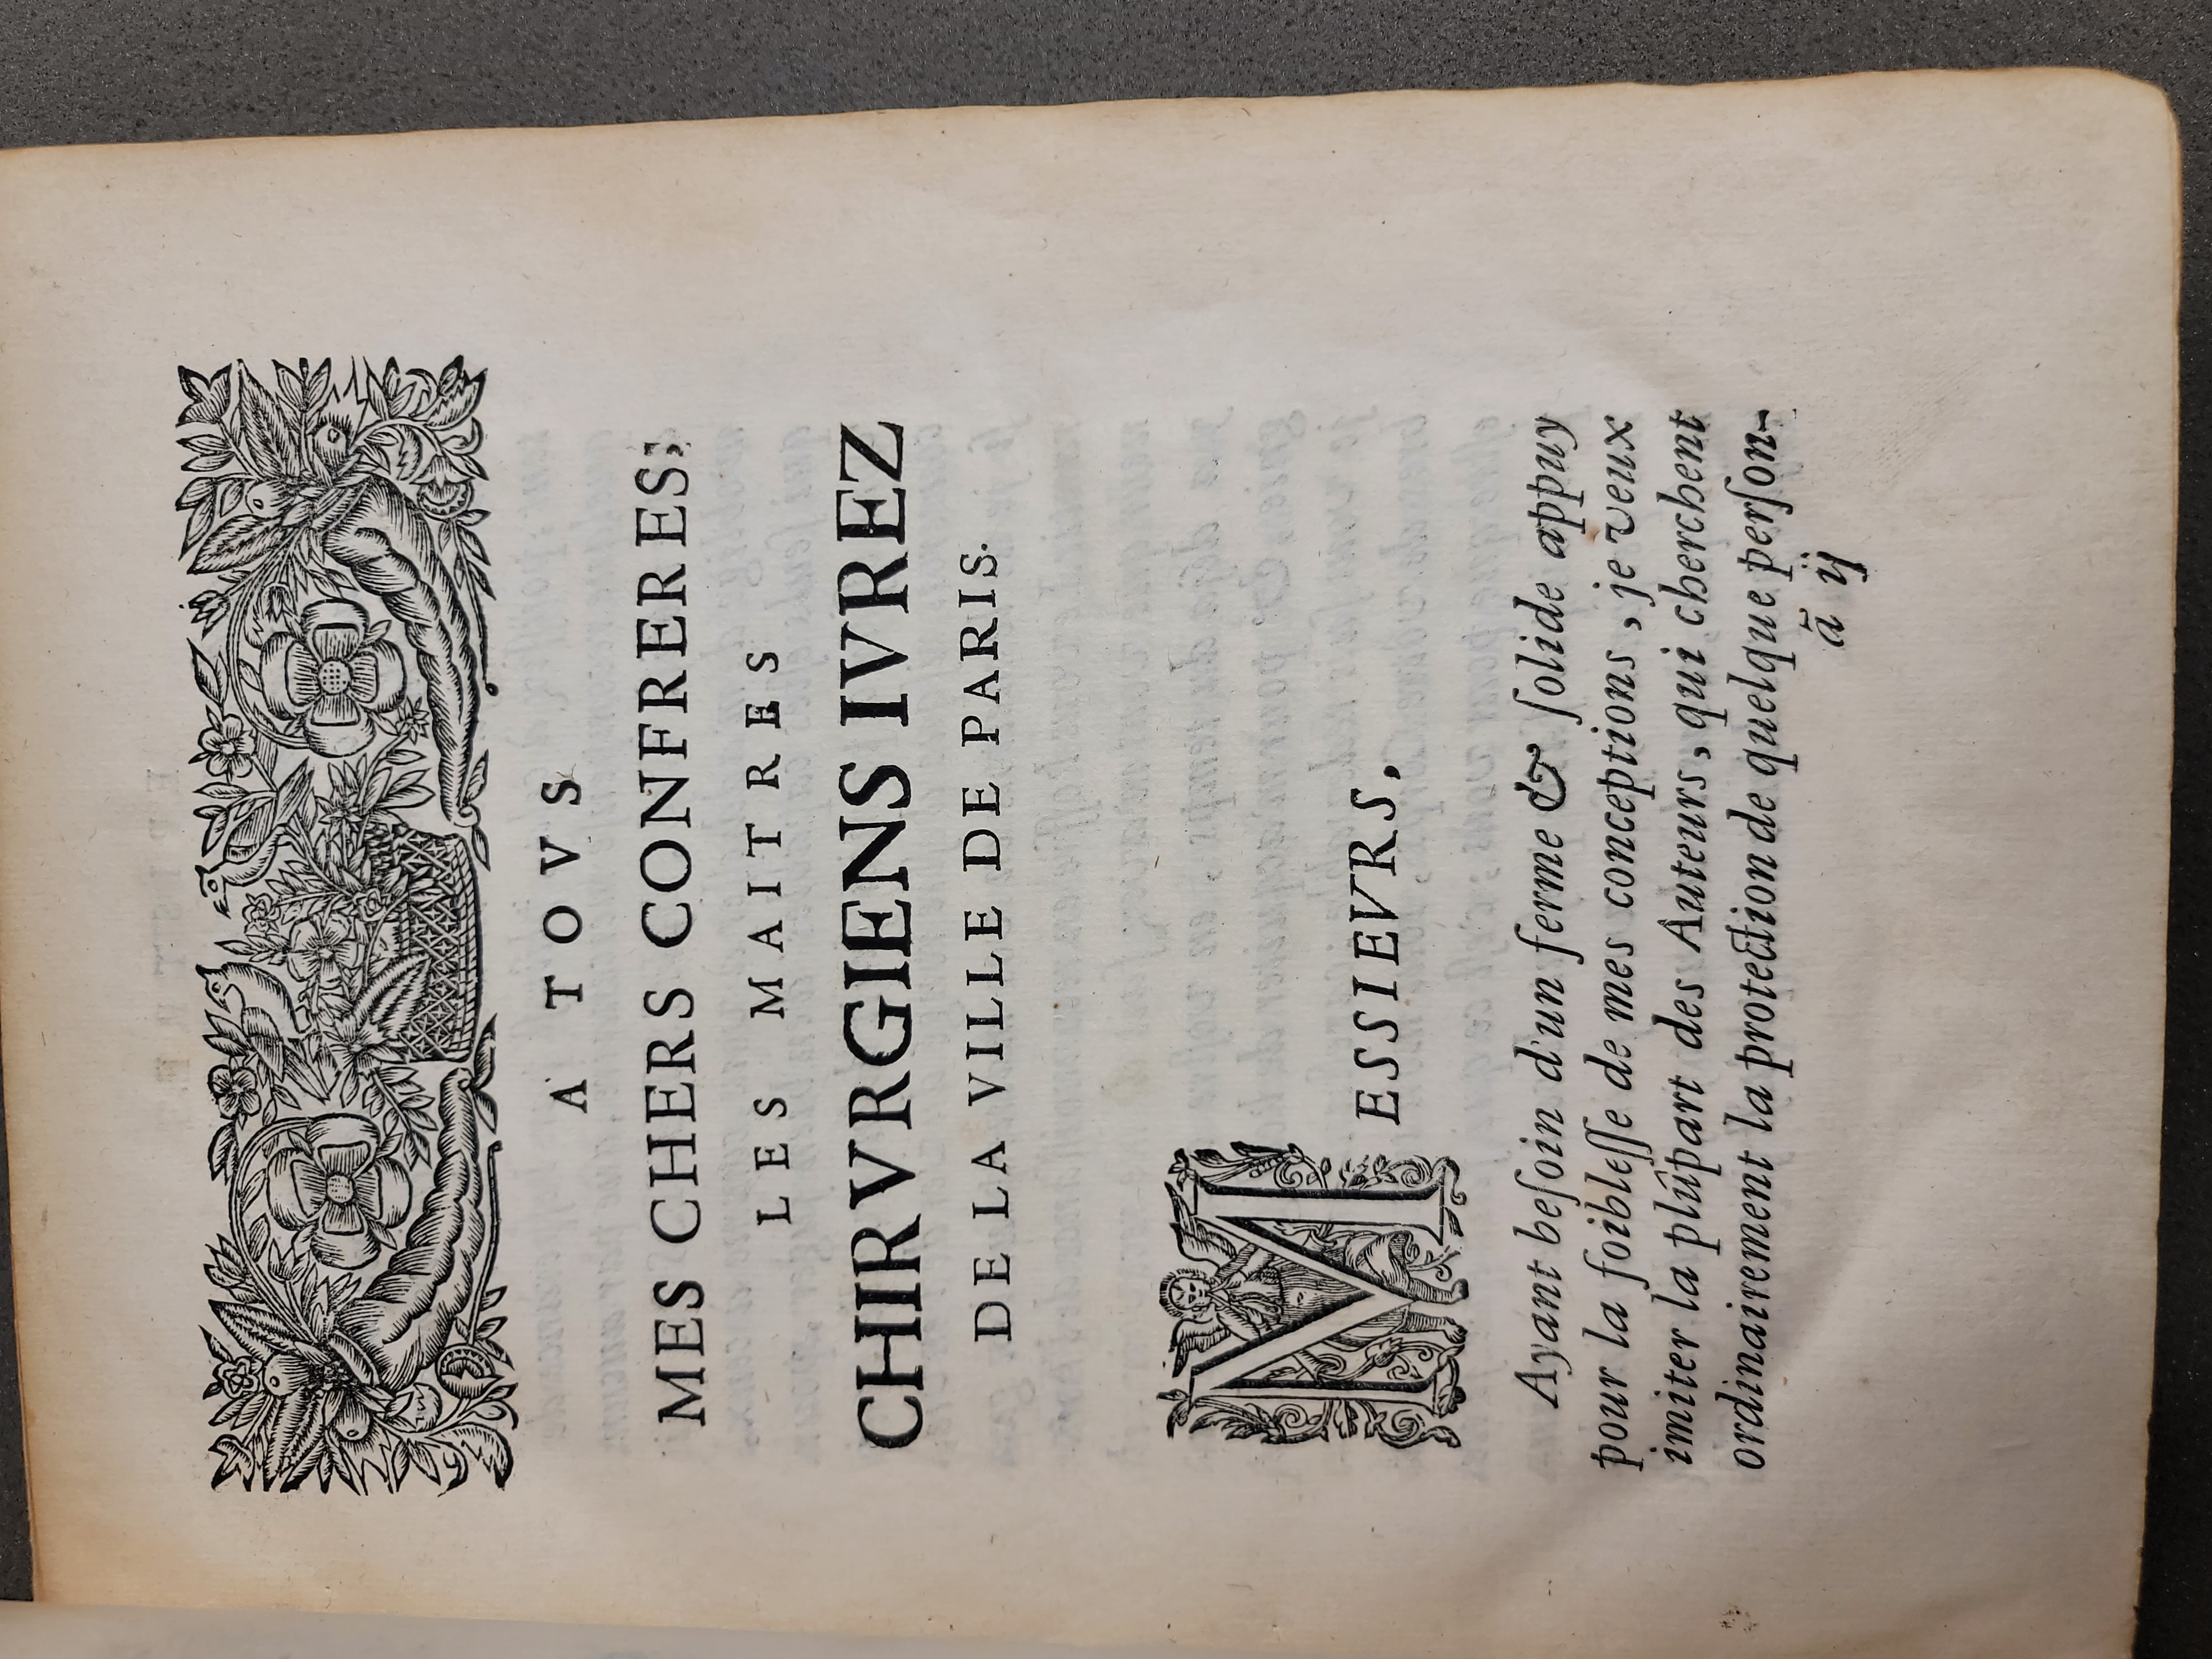 A TOVS
MES CHERS CONFRERES;
LES MAITRES
CHIRVRGIENS IVREZ
DE LA VILLE DE PARIS.
MESSIEVRS,
Ayant beſoin d'un ferme & ſolide appuy
pour la foibleſſe de mes conceptions, je veux
imiter la plûpart des Auteurs, qui cherchent
ordinairement la protection de quelque perſon-
ã ij